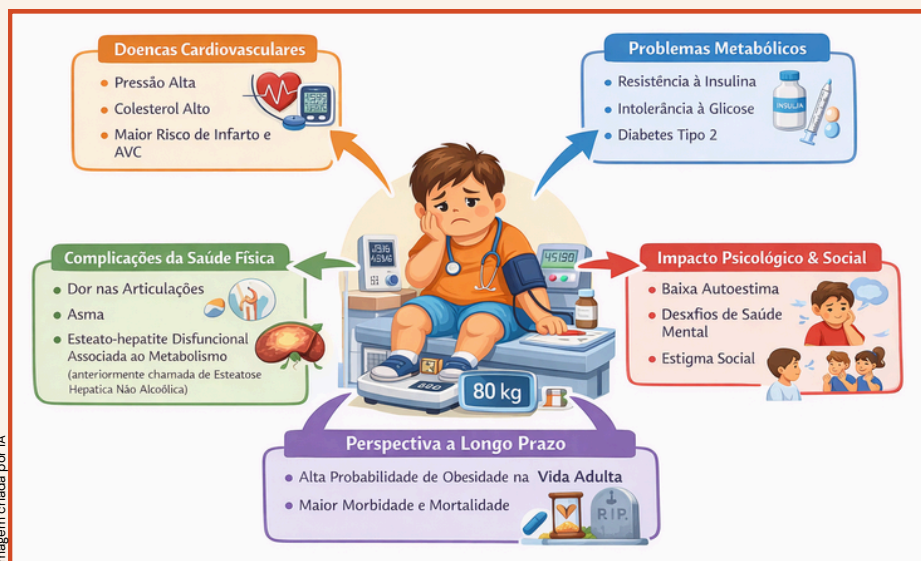 Doencas Cardiovasculares
Pressão Alta
Colesterol Alto
Maior Risco de Infarto e
AVC
Problemas Metabólicos
Resistência à Insulina
Intolerância à Glicose
Diabetes Tipo 2
INSULIA
Complicações da Saúde Física
Dor nas Articulações
Asma
Esteato-hepatite Disfuncional
Associada ao Metabolismo
(anteriormente chamada de Esteatose
Hepatica Não Alcoólica)
45190
Impacto Psicológico & Social
Baixa Autoestima
Desxfios de Saúde
Mental
Estigma Social
80 kg
Perspectiva a Longo Prazo
Alta Probabilidade de Obesidade na Vida Adulta
Maior Morbidade e Mortalidade
R.I.P.
criada por IA